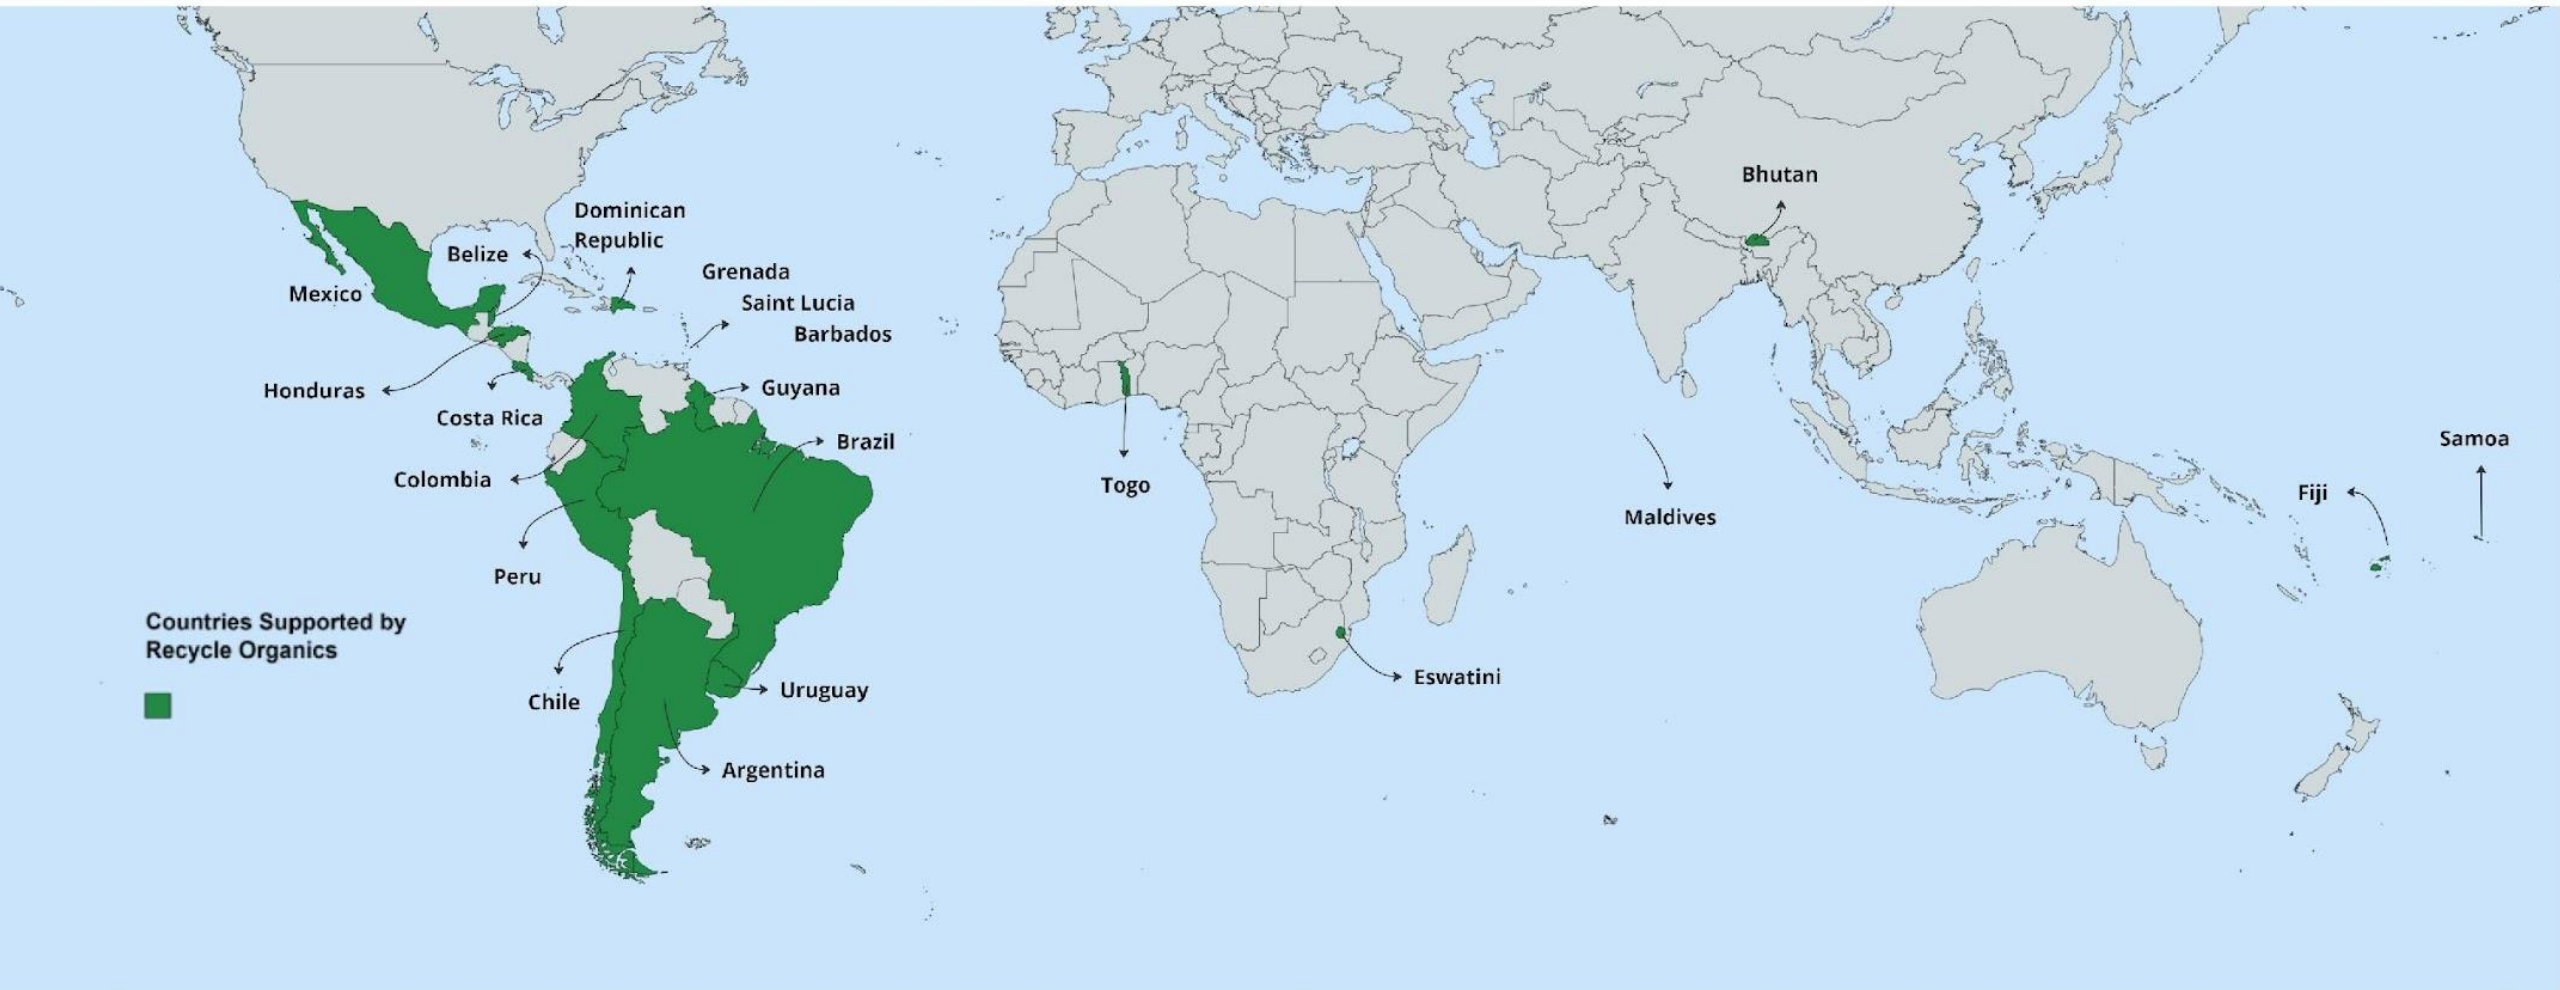 Bhutan
Dominican
Republic
Belize
Grenada
Mexico
Saint Lucia
Barbados
Honduras
Guyana
Costa Rica
Brazil
Samoa
Colombia
Togo
Fiji
Maldives
Peru
Countries Supported by
Recycle Organics
Eswatini
Uruguay
Chile
Argentina